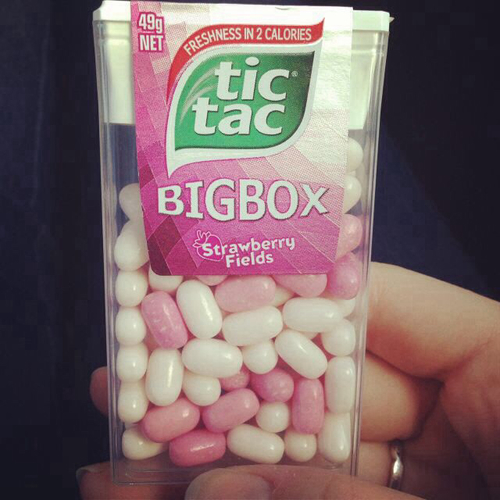 49g
NET
FRESHNESS IN 2 CALORIES
tic
tac
BIGBOX
Strawberry
Fields